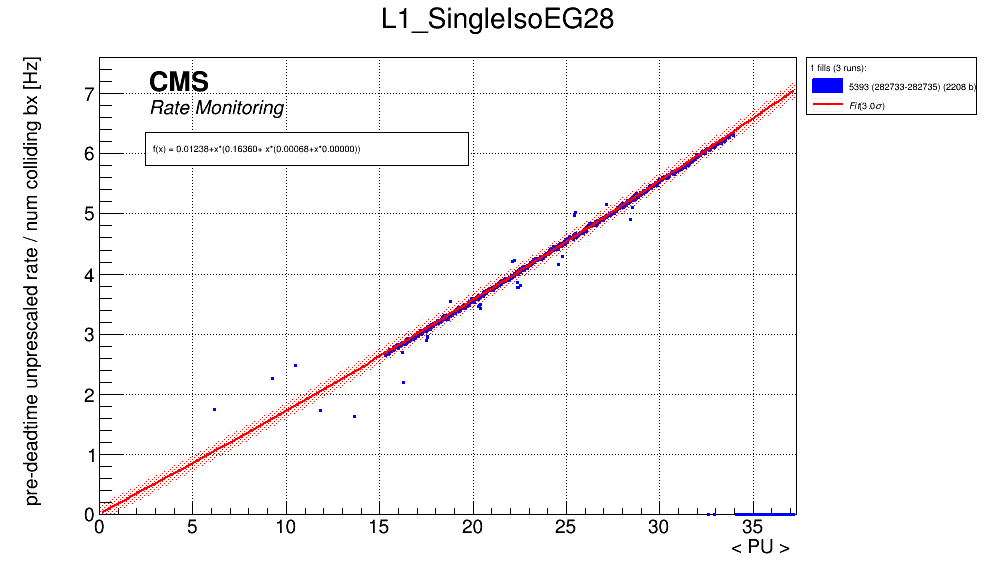 L1_SingleIsoEG28
pre-deadtime unprescaled rate / num colliding bx [Hz]
CMS
Rate Monitoring
f(x) = 0.01238+x*(0.16360+ x*(0.00068+x*0.00000))
7
6
5
4
3
2
1
0
0 5 10 15 20 25 30 35
< PU >
1 fills (3 runs):
5393 (282733-282735) (2208 b)
Fit(3.0σ)